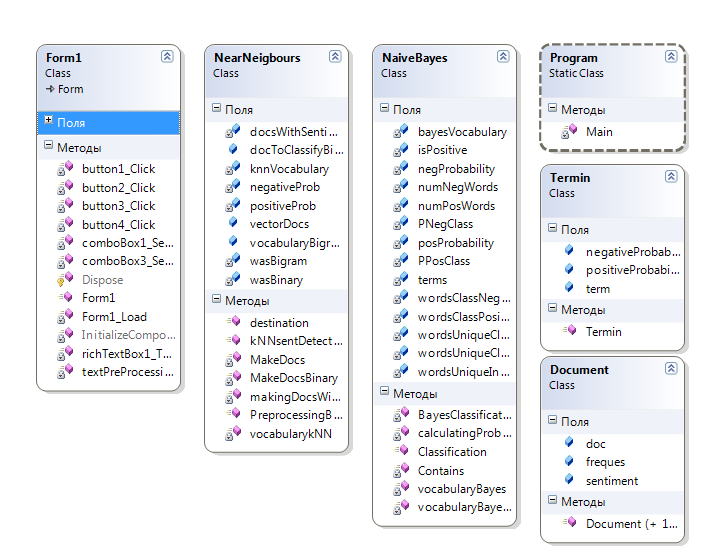 Form1
Class
Form
Поля
Методы
button1_Click
button2_Click
button3_Click
button4_Click
comboBox1_Se...
comboBox3_Se...
Dispose
Form1
Form1_Load
InitializeCompo...
richTextBox1_T...
textPreProcessi...
NearNeigbours
Class
Поля
docsWithSenti...
docToClassifyBi...
knnVocabulary
negativeProb
positiveProb
vectorDocs
vocabularyBigr...
wasBigram
wasBinary
Методы
destination
kNNsentDetect...
MakeDocs
MakeDocsBinary
makingDocsWi...
PreprocessingB...
vocabularykNN
NaiveBayes
Class
Поля
bayesVocabulary
isPositive
negProbability
numNegWords
numPosWords
PNegClass
posProbability
PPosClass
terms
wordsClassNeg...
wordsClassPosi...
wordsUniqueCl...
wordsUniqueCl...
wordsUniqueIn...
Методы
BayesClassificat...
calculatingProb...
Classification
Contains
vocabularyBayes
vocabularyBaye...
Program
Static Class
Методы
Main
Termin
Class
Поля
negativeProbab...
positiveProbabi...
term
Методы
Termin
Document
Class
Поля
doc
freques
sentiment
Методы
Document (+ 1...